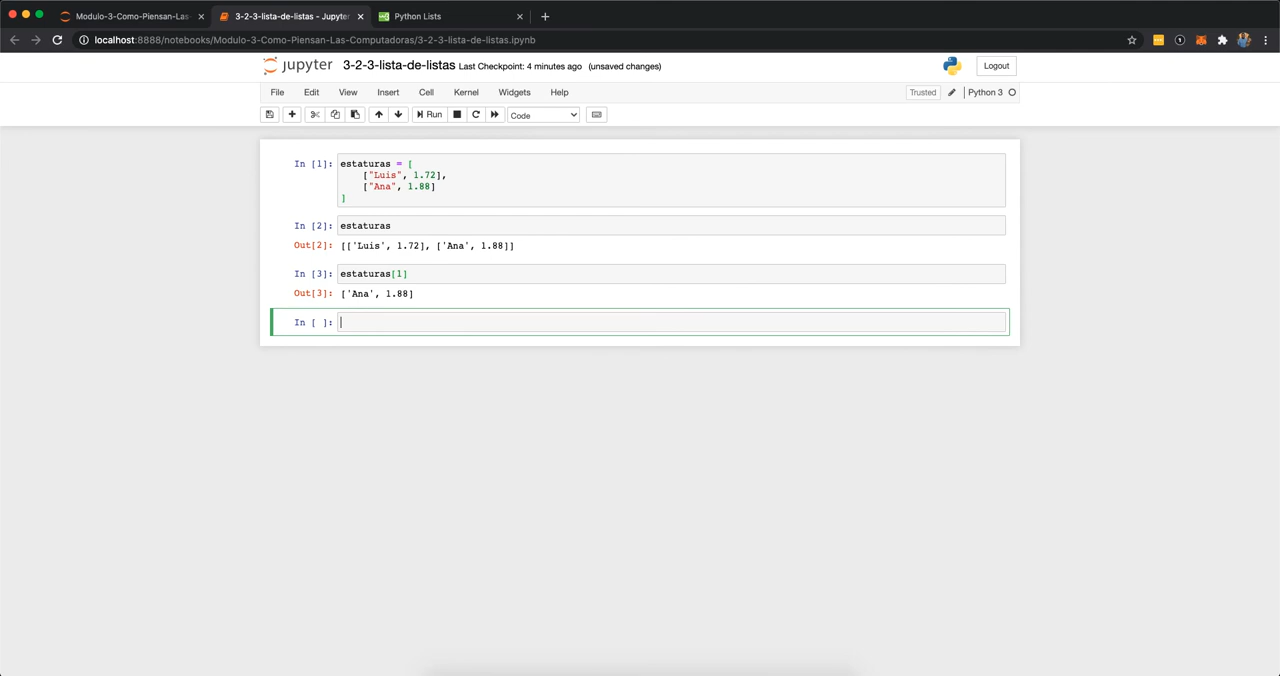 Modulo-3-Como-Piensan-Las-
3-2-3-lista-de-listas - Jupyter
Python Lists
localhost:8888/notebooks/Modulo-3-Como-Piensan-Las-Computadoras/3-2-3-lista-de-listas.ipynb
jupyter 3-2-3-lista-de-listas Last Checkpoint: 4 minutes ago (unsaved changes)
Logout
File Edit View Insert Cell Kernel Widgets Help
Trusted
Python 3
Run
Code
In [1]: estaturas = [
["Luis", 1.72],
["Ana", 1.88]
]
In [2]: estaturas
Out[2]: [['Luis', 1.72], ['Ana', 1.88]]
In [3]: estaturas[1]
Out[3]: ['Ana', 1.88]
In [ ]: